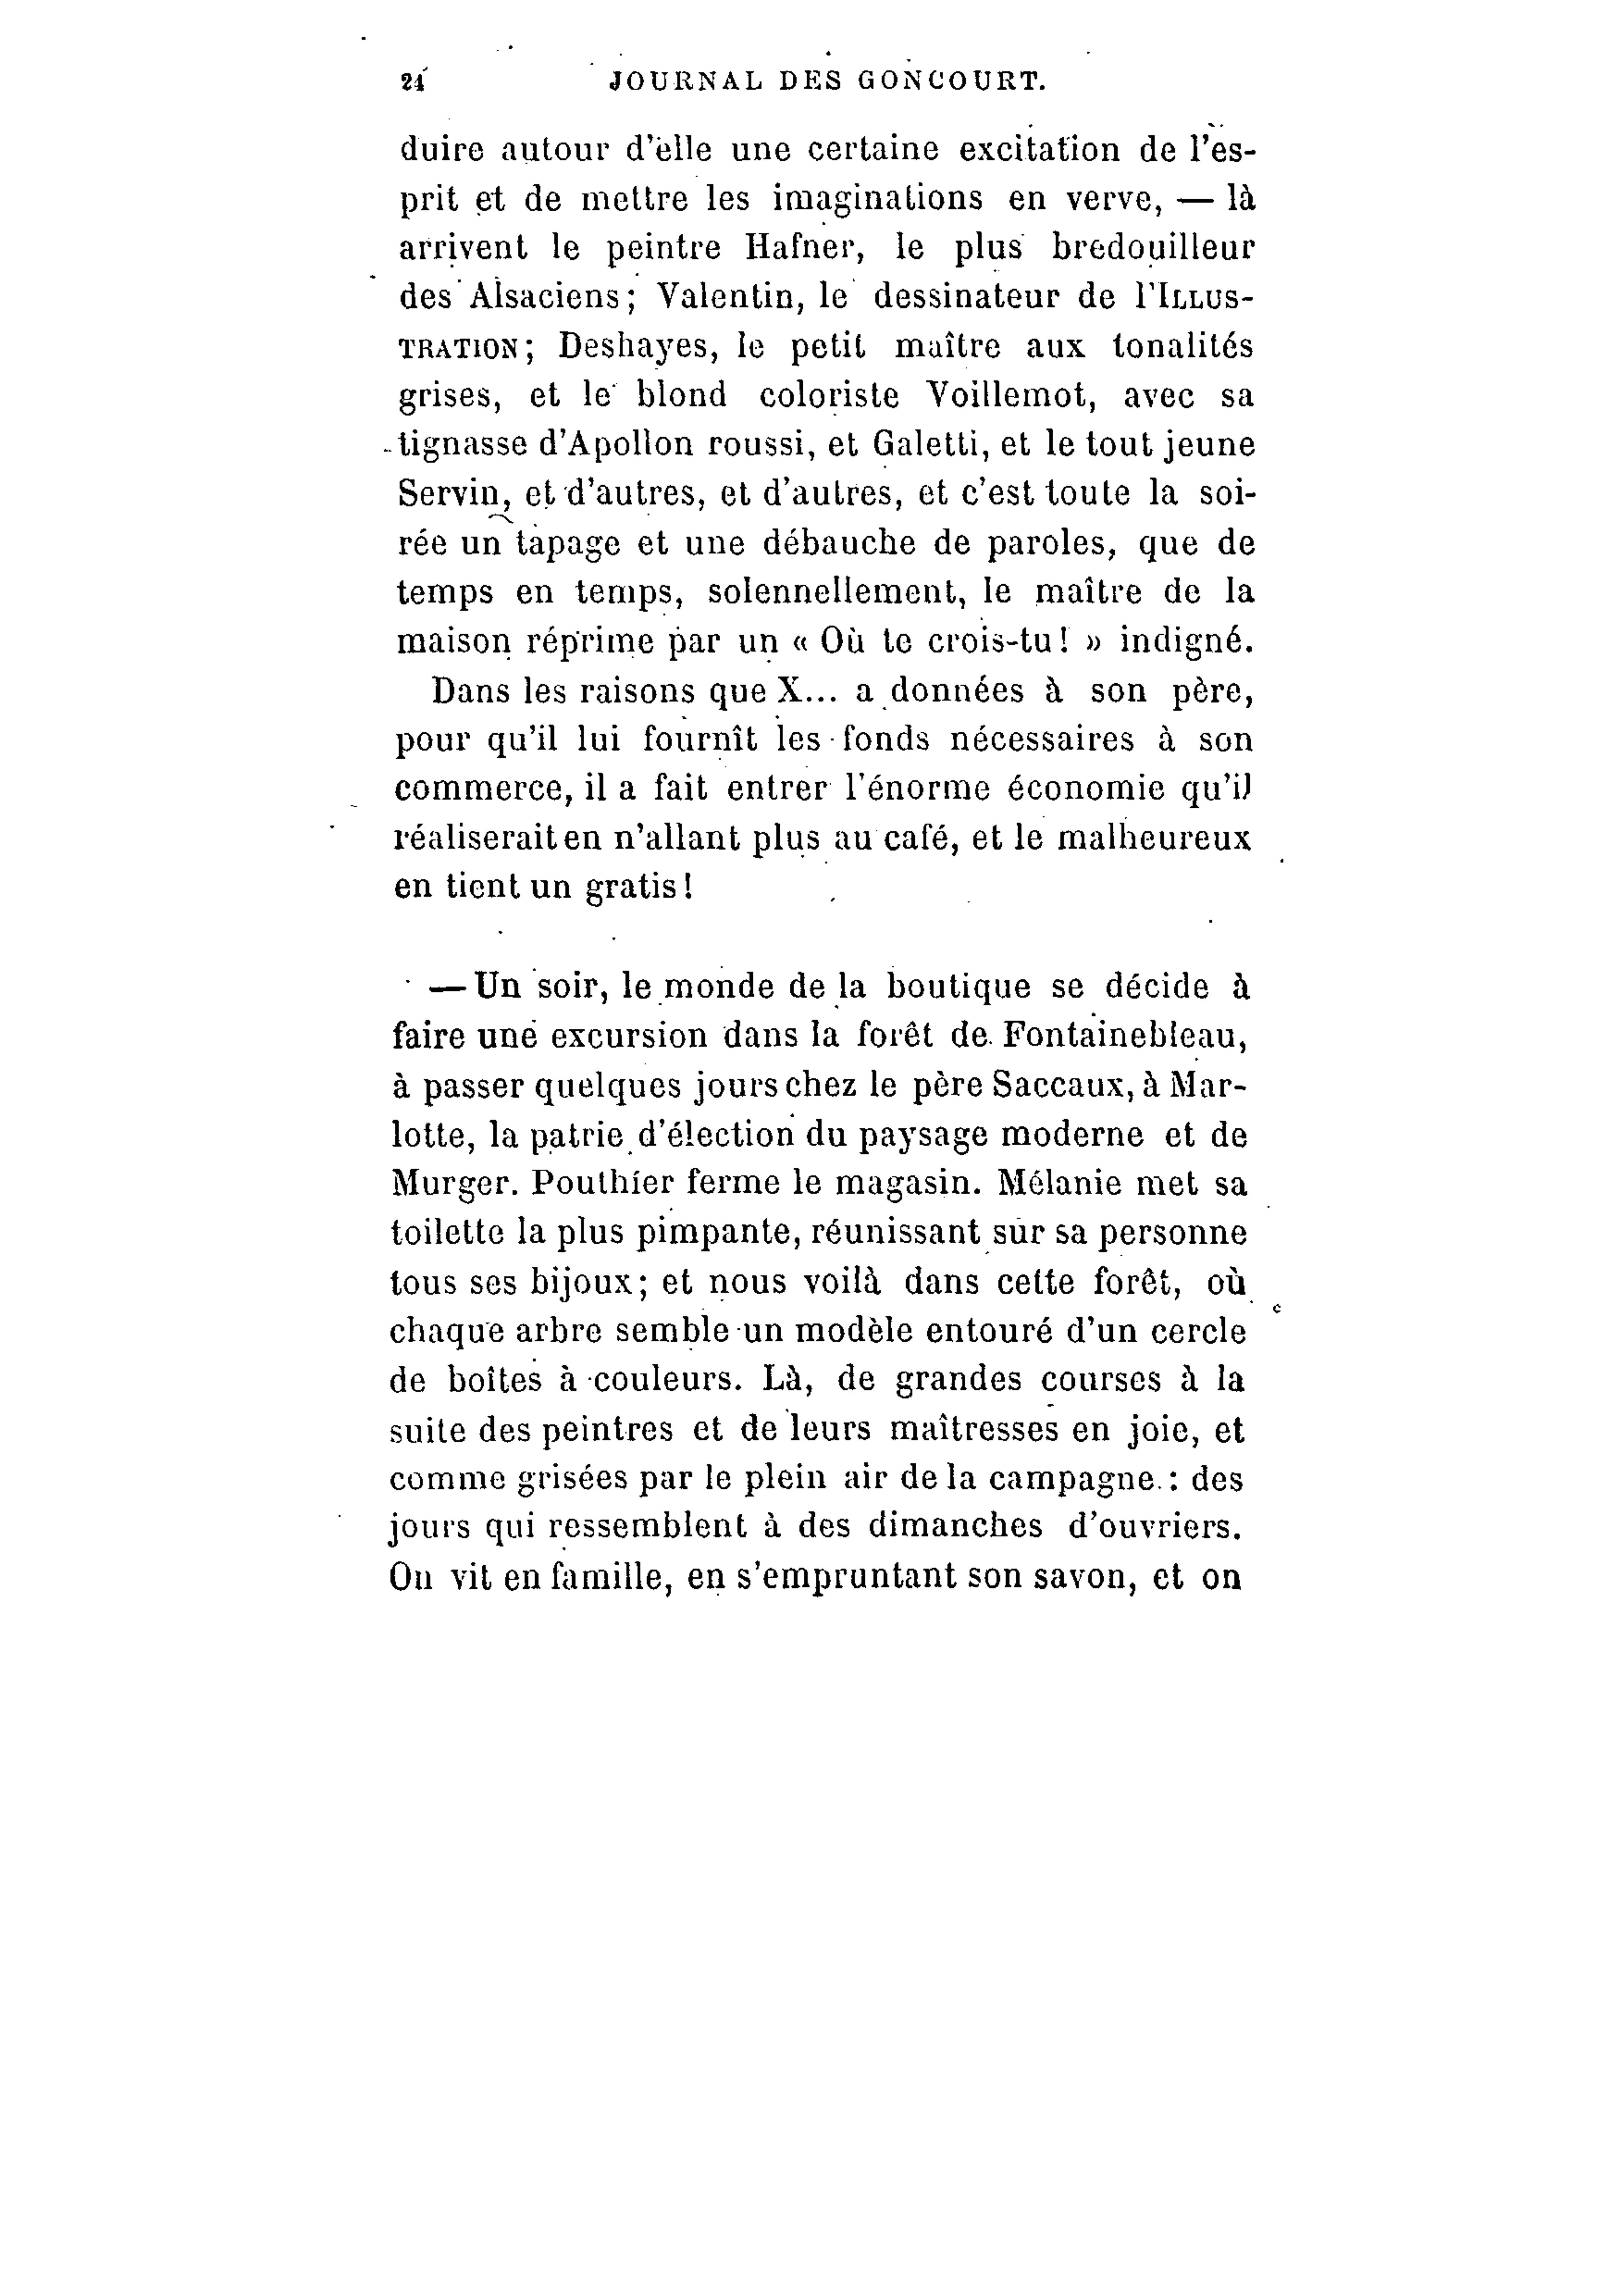 24 JOURNAL DES GONCOURT.
duire autour d'elle une certaine excitation de l'es-
prit et de mettre les imaginations en verve, — là
arrivent le peintre Hafner, le plus bredouilleur
des Alsaciens; Valentin, le dessinateur de l'ILLUS-
TRATION; Deshayes, le petit maître aux tonalités
grises, et le blond coloriste Voillemot, avec sa
tignasse d'Apollon roussi, et Galetti, et le tout jeune
Servin, et d'autres, et d'autres, et c'est toute la soi-
rée un tapage et une débauche de paroles, que de
temps en temps, solennellement, le maître de la
maison réprime par un « Où te crois-tu! » indigné.
Dans les raisons que X... a données à son père,
pour qu'il lui fournît les fonds nécessaires à son
commerce, il a fait entrer l'énorme économie qu'il
réaliserait en n'allant plus au café, et le malheureux
en tient un gratis!
— Un soir, le monde de la boutique se décide à
faire une excursion dans la forêt de Fontainebleau,
à passer quelques jours chez le père Saccaux, à Mar-
lotte, la patrie d'élection du paysage moderne et de
Murger. Pouthier ferme le magasin. Mélanie met sa
toilette la plus pimpante, réunissant sur sa personne
tous ses bijoux; et nous voilà dans cette forêt, où
chaque arbre semble un modèle entouré d'un cercle
de boîtes à couleurs. Là, de grandes courses à la
suite des peintres et de leurs maîtresses en joie, et
comme grisées par le plein air de la campagne : des
jours qui ressemblent à des dimanches d'ouvriers.
On vit en famille, en s'empruntant son savon, et on